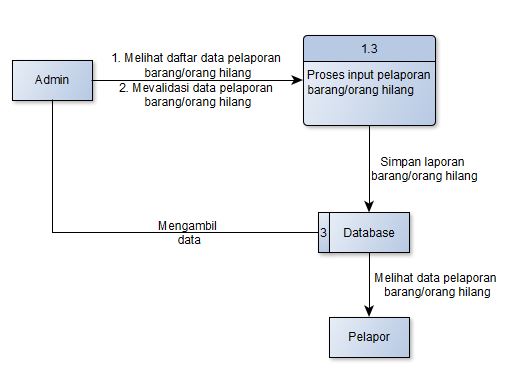 1.3
1. Melihat daftar data pelaporan
barang/orang hilang
2. Mevalidasi data pelaporan
barang/orang hilang
Admin
Proses input pelaporan
barang/orang hilang
Simpan laporan
barang/orang hilang
Mengambil
data
3
Database
Melihat data pelaporan
barang/orang hilang
Pelapor